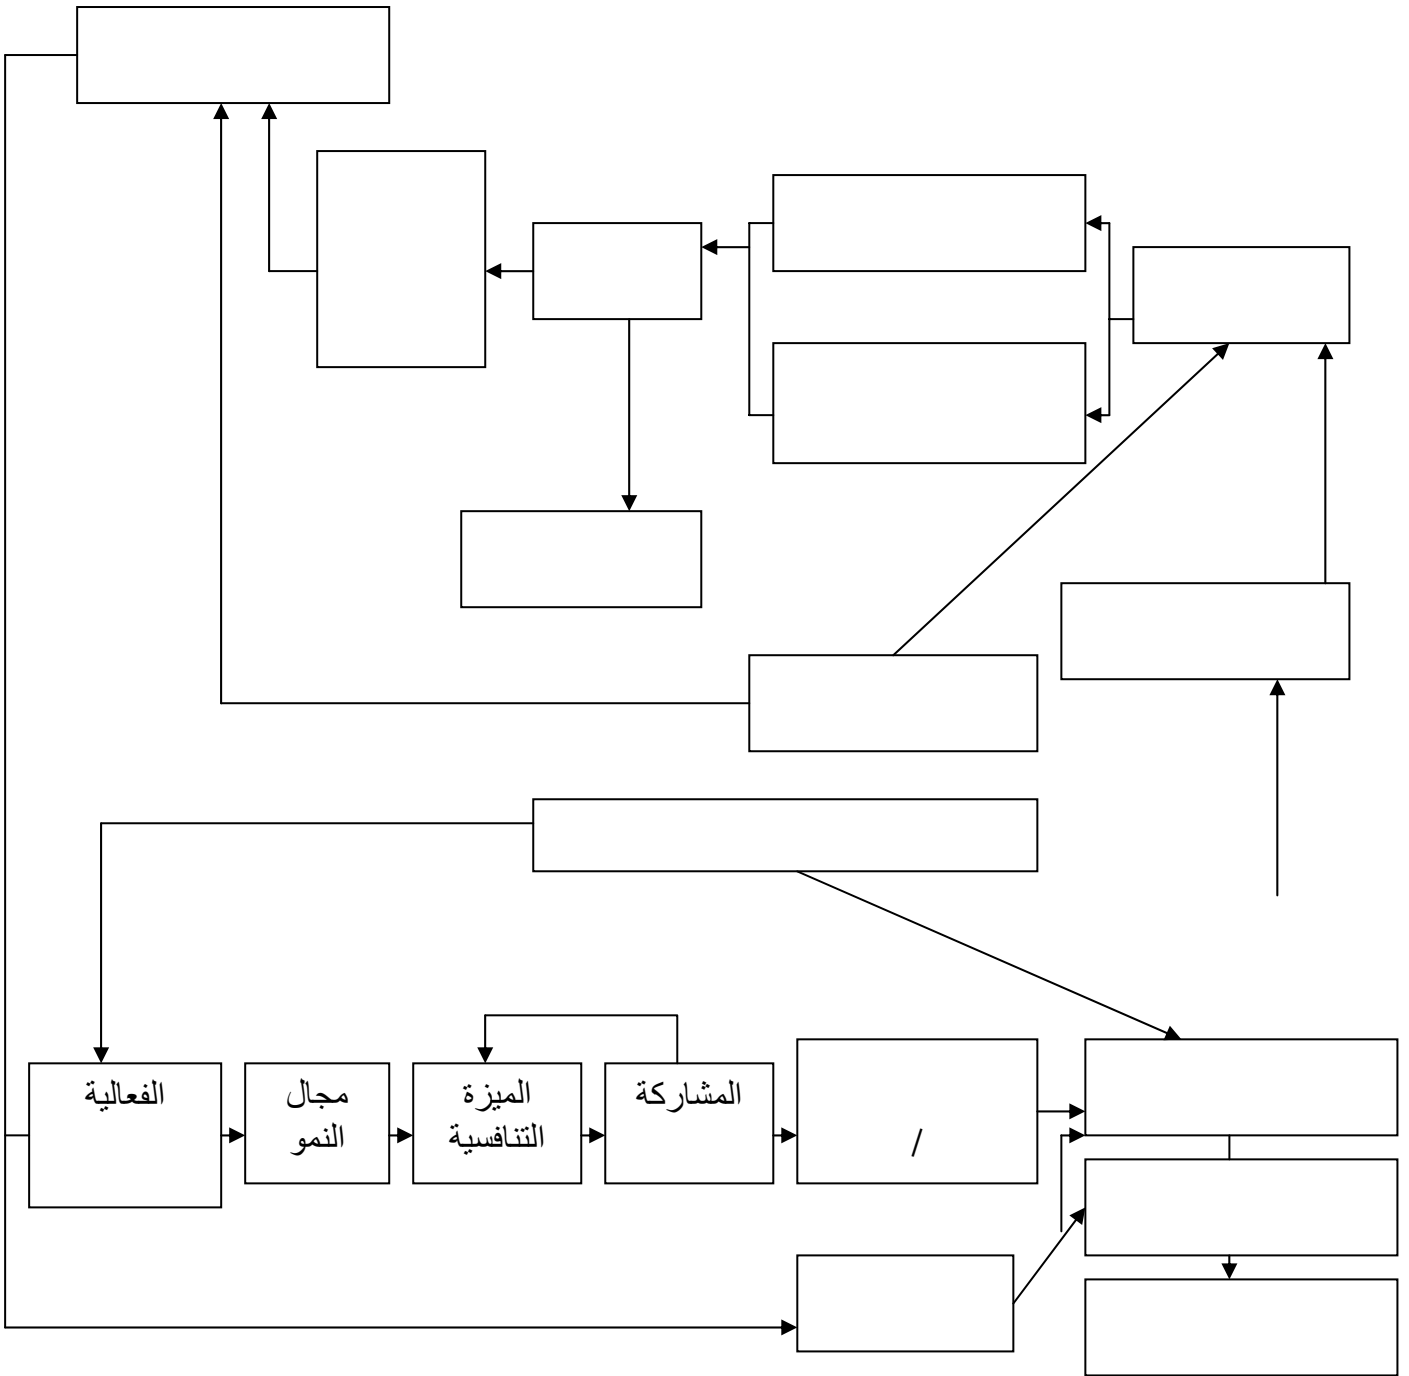 الفعالية
مجال
النمو
الميزة
التنافسية
المشاركة
/